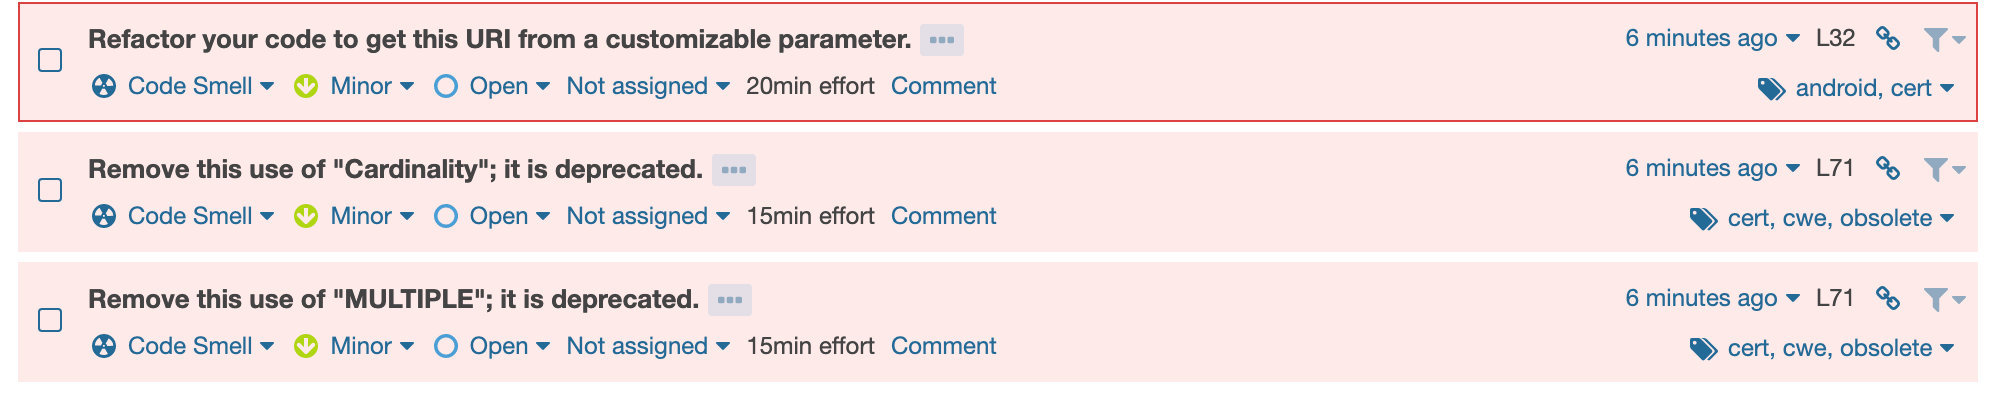 Refactor your code to get this URI from a customizable parameter. 6 minutes ago L32
Code Smell Minor Open Not assigned 20min effort Comment android, cert
Remove this use of "Cardinality"; it is deprecated. 6 minutes ago L71
Code Smell Minor Open Not assigned 15min effort Comment cert, cwe, obsolete
Remove this use of "MULTIPLE"; it is deprecated. 6 minutes ago L71
Code Smell Minor Open Not assigned 15min effort Comment cert, cwe, obsolete